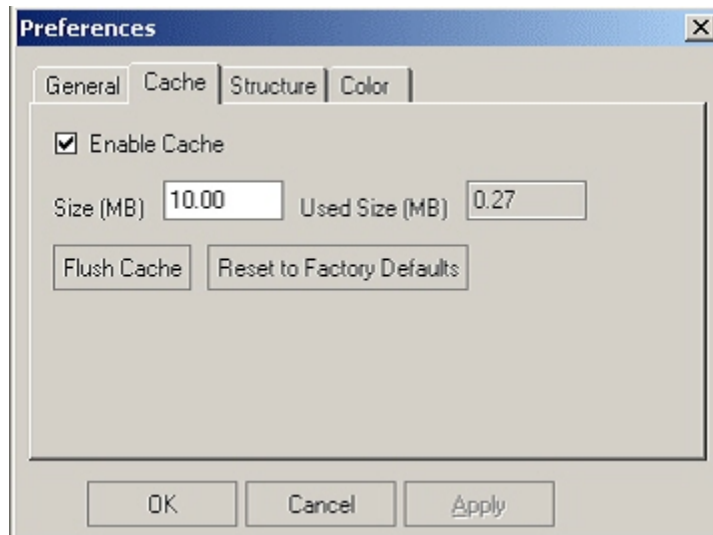 Preferences
General Cache Structure Color
Enable Cache
Size (MB) 10.00 Used Size (MB) 0.27
Flush Cache Reset to Factory Defaults
OK Cancel Apply